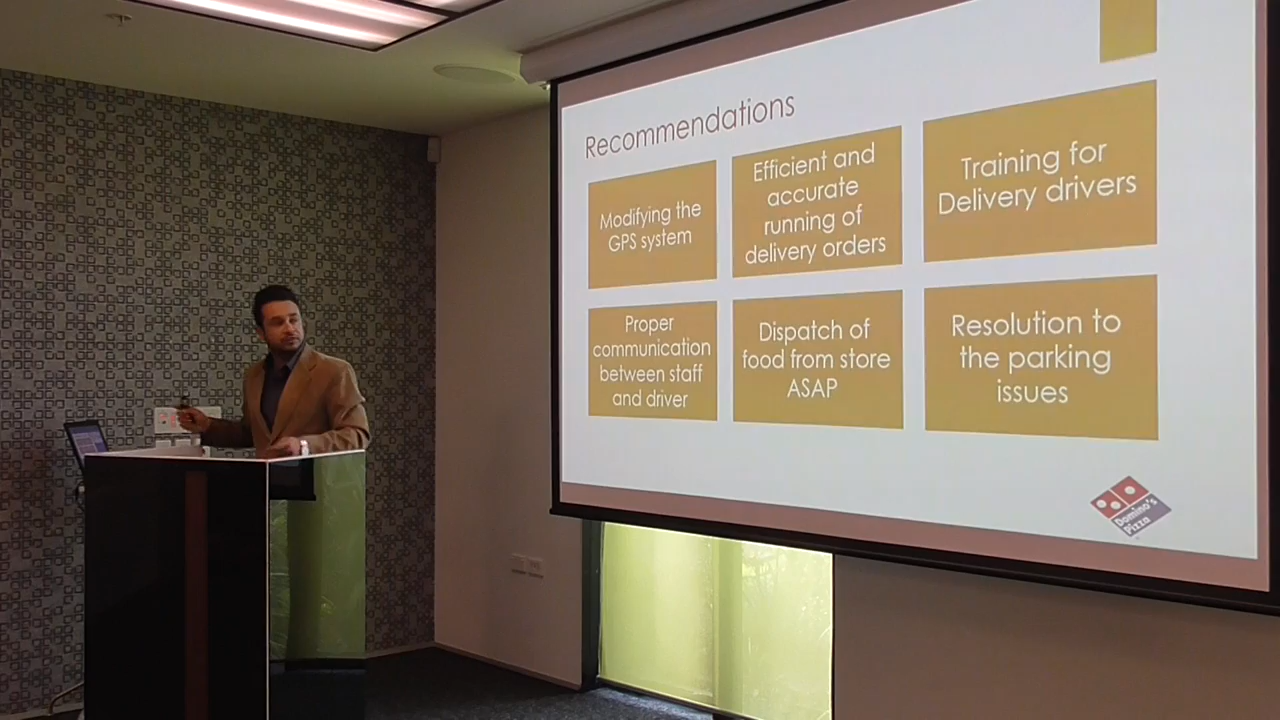 Recommendations
Modifying the
GPS system
Efficient and
accurate
running of
delivery orders
Training for
Delivery drivers
Proper
communication
between staff
and driver
Dispatch of
food from store
ASAP
Resolution to
the parking
issues
Domino's
Pizza